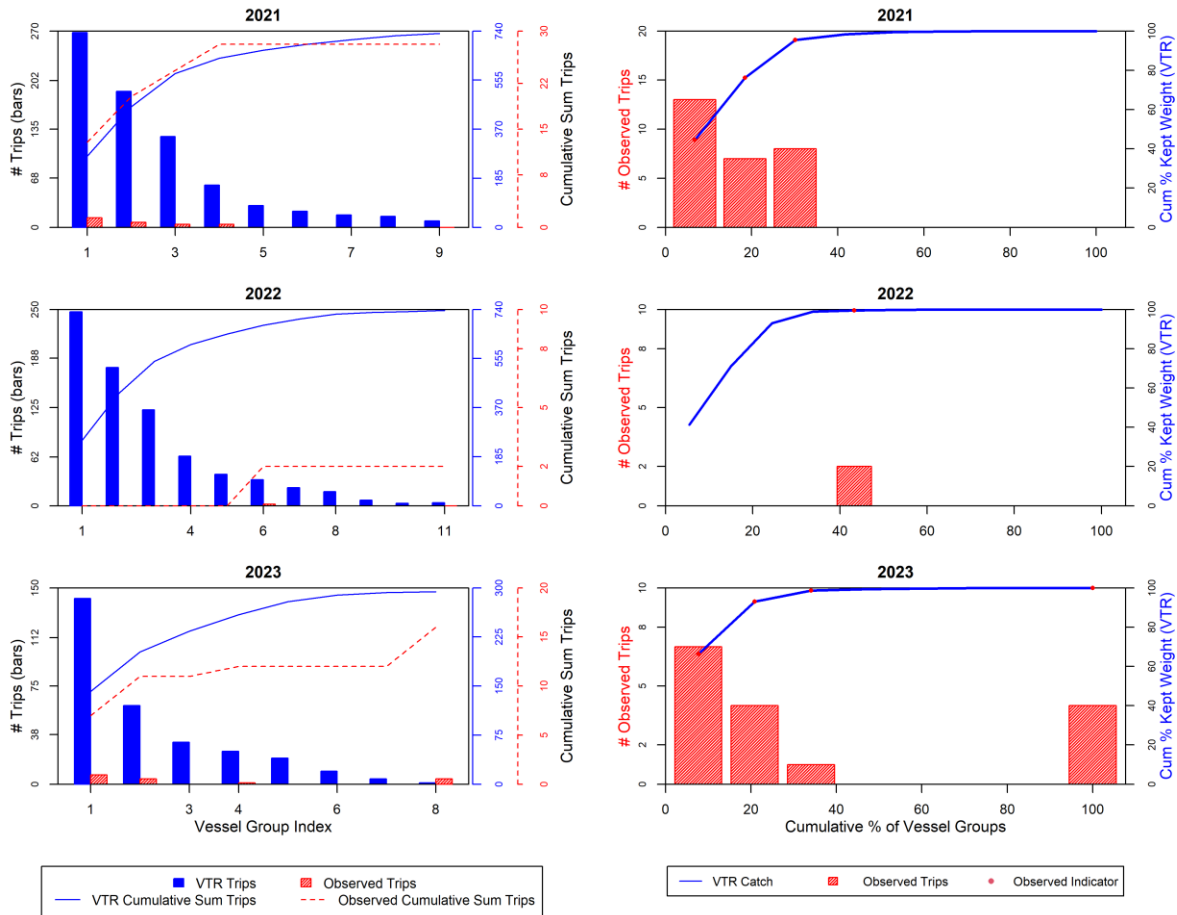 2021
# Trips (bars)
0 68 135 202 270
0 185 370 555 740
0 8 15 22 30
Cumulative Sum Trips
1 3 5 7 9
2021
# Observed Trips
0 5 10 15 20
0 20 40 60 80 100
Cum % Kept Weight (VTR)
0 20 40 60 80 100
2022
# Trips (bars)
0 62 125 188 250
0 185 370 555 740
0 2 5 8 10
Cumulative Sum Trips
1 4 6 8 11
2022
# Observed Trips
0 2 5 8 10
0 20 40 60 80 100
Cum % Kept Weight (VTR)
0 20 40 60 80 100
2023
# Trips (bars)
0 38 75 112 150
0 75 150 225 300
0 5 10 15 20
Cumulative Sum Trips
1 3 4 6 8
Vessel Group Index
2023
# Observed Trips
0 2 5 8 10
0 20 40 60 80 100
Cum % Kept Weight (VTR)
0 20 40 60 80 100
Cumulative % of Vessel Groups
VTR Trips Observed Trips
VTR Cumulative Sum Trips Observed Cumulative Sum Trips
VTR Catch Observed Trips Observed Indicator